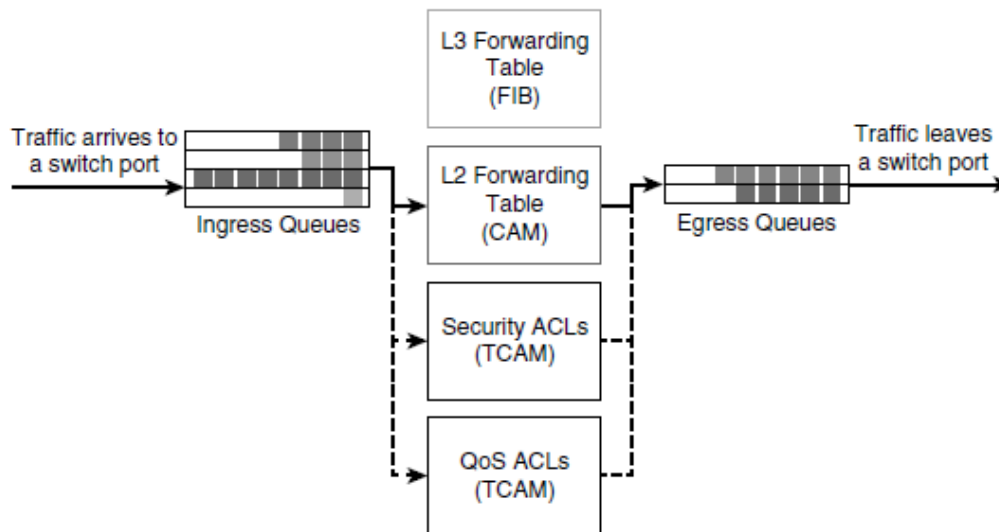 L3 Forwarding
Table
(FIB)
Traffic arrives to
a switch port
Ingress Queues
L2 Forwarding
Table
(CAM)
Traffic leaves
a switch port
Egress Queues
Security ACLs
(TCAM)
QoS ACLs
(TCAM)